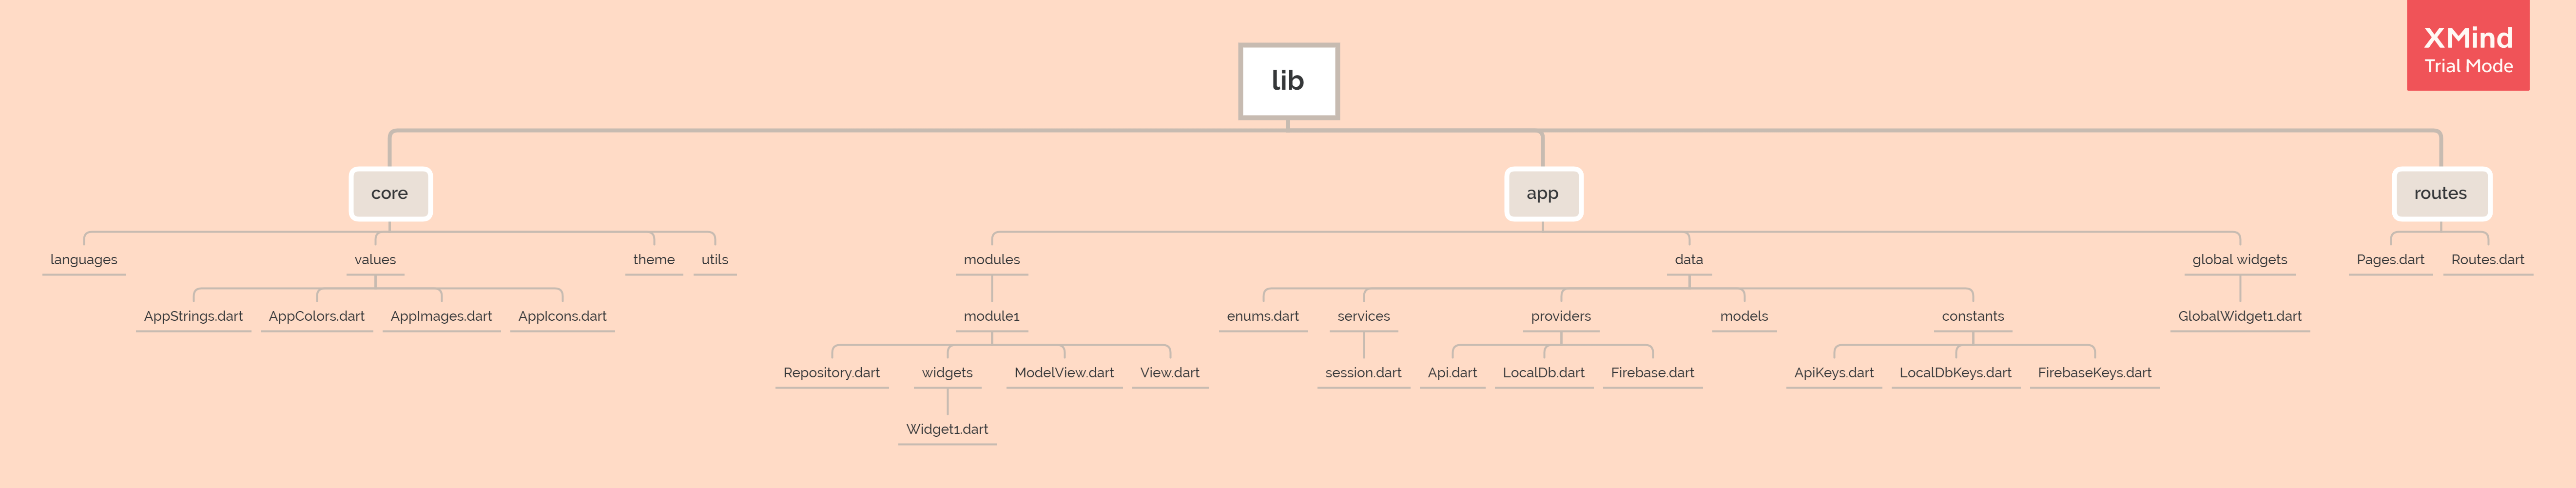 XMind
Trial Mode
lib
core
app
routes
languages
values
theme
utils
modules
data
global widgets
Pages.dart
Routes.dart
AppStrings.dart
AppColors.dart
AppImages.dart
AppIcons.dart
module1
enums.dart
services
providers
models
constants
GlobalWidget1.dart
Repository.dart
widgets
ModelView.dart
View.dart
session.dart
Api.dart
LocalDb.dart
Firebase.dart
ApiKeys.dart
LocalDbKeys.dart
FirebaseKeys.dart
Widget1.dart